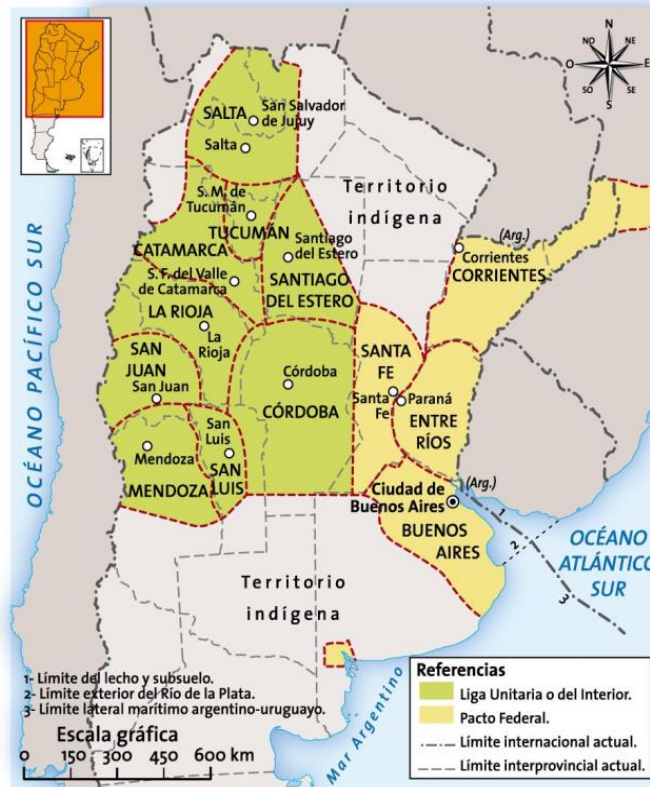 NO
N
NE
O
E
SO
S
SE
SALTA
San Salvador
de Jujuy
Salta
Territorio
indígena
S. M. de
Tucumán
TUCUMÁN
(Arg.)
Corrientes
CORRIENTES
CATAMARCA
Santiago
del Estero
S. F. del Valle
de Catamarca
SANTIAGO
DEL ESTERO
LA RIOJA
La
Rioja
SAN
JUAN
San Juan
SANTA
FE
Córdoba
CÓRDOBA
Santa
Fe
Paraná
ENTRE
RÍOS
San
Luis
Mendoza
SAN
LUIS
MENDOZA
Ciudad de
Buenos Aires
(Arg.)
BUENOS
AIRES
1
2
3
OCÉANO PACÍFICO SUR
OCÉANO
ATLÁNTICO
SUR
Territorio
indígena
Mar Argentino
1- Límite del lecho y subsuelo.
2- Límite exterior del Río de la Plata.
3- Límite lateral marítimo argentino-uruguayo.
Escala gráfica
0 150 300 450 600 km
Referencias
Liga Unitaria o del Interior.
Pacto Federal.
Límite internacional actual.
Límite interprovincial actual.